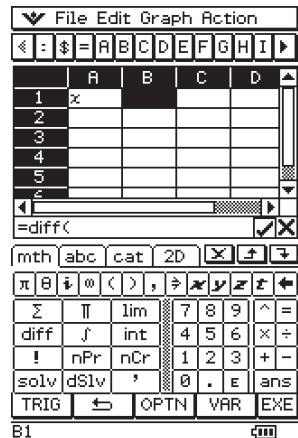 File Edit Graph Action
: $ = A B C D E F G H I
A B C D
1 x
2
3
4
5
6
=diff(
mth abc cat 2D
π θ i ∞ ( ) , ⇒ x y z t ←
Σ Π lim 7 8 9 ^ =
diff ∫ int 4 5 6 × ÷
! nPr nCr 1 2 3 + −
solv dSlv ' 0 . E ans
TRIG OPTN VAR EXE
B1